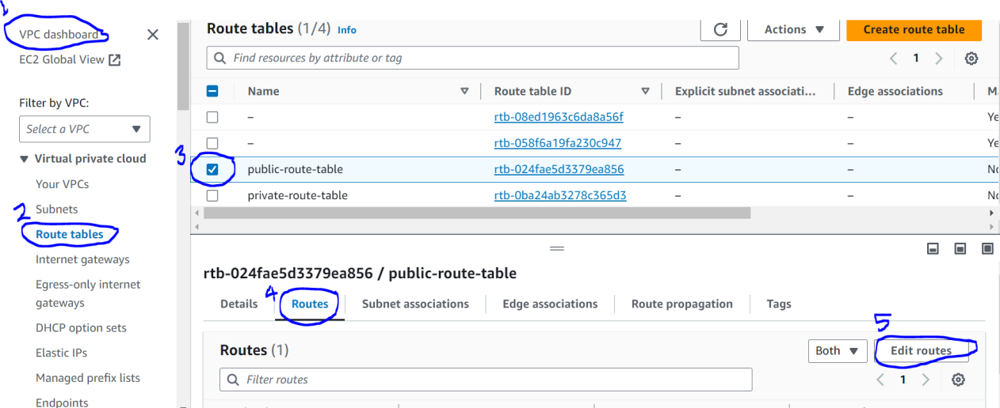 1
VPC dashboard
EC2 Global View
Filter by VPC:
Select a VPC
Virtual private cloud
Your VPCs
2
Subnets
Route tables
Internet gateways
Egress-only internet
gateways
DHCP option sets
Elastic IPs
Managed prefix lists
Endpoints
Route tables (1/4) Info
Actions
Create route table
Find resources by attribute or tag
1
Name Route table ID Explicit subnet associati... Edge associations
– rtb-08ed1963c6da8a56f – – Ye
– rtb-058f6a19fa230c947 – – Ye
3
public-route-table rtb-024fae5d3379ea856 – – No
private-route-table rtb-0ba24ab3278c365d3 – – No
rtb-024fae5d3379ea856 / public-route-table
4
Details Routes Subnet associations Edge associations Route propagation Tags
5
Routes (1) Both Edit routes
Filter routes 1